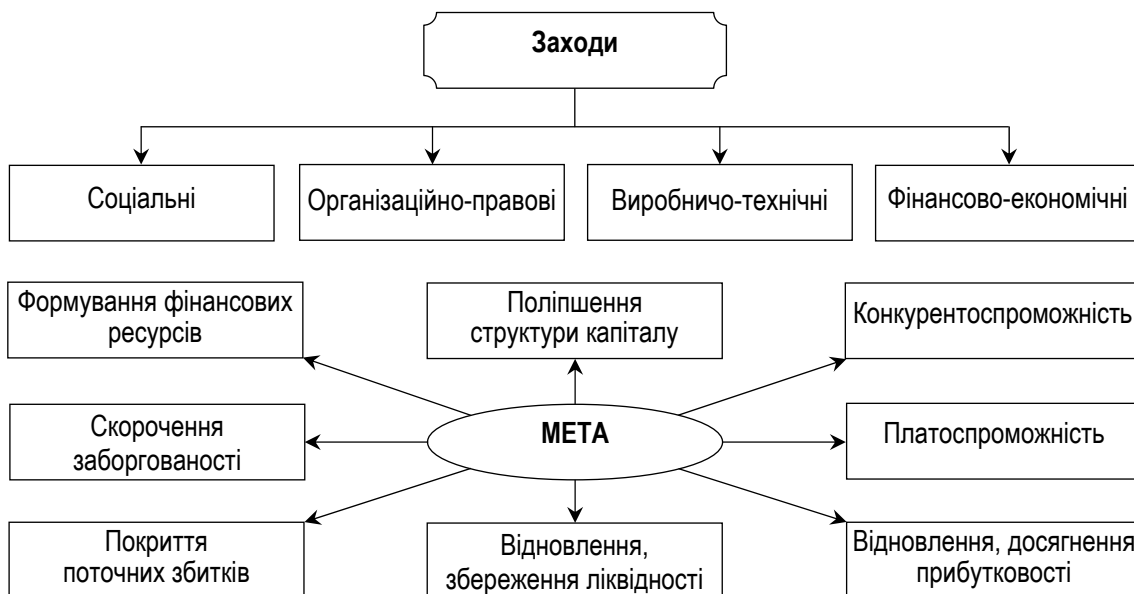 Заходи
Соціальні
Організаційно-правові
Виробничо-технічні
Фінансово-економічні
Формування фінансових
ресурсів
Поліпшення
структури капіталу
Конкурентоспроможність
Скорочення
заборгованості
МЕТА
Платоспроможність
Покриття
поточних збитків
Відновлення,
збереження ліквідності
Відновлення, досягнення
прибутковості